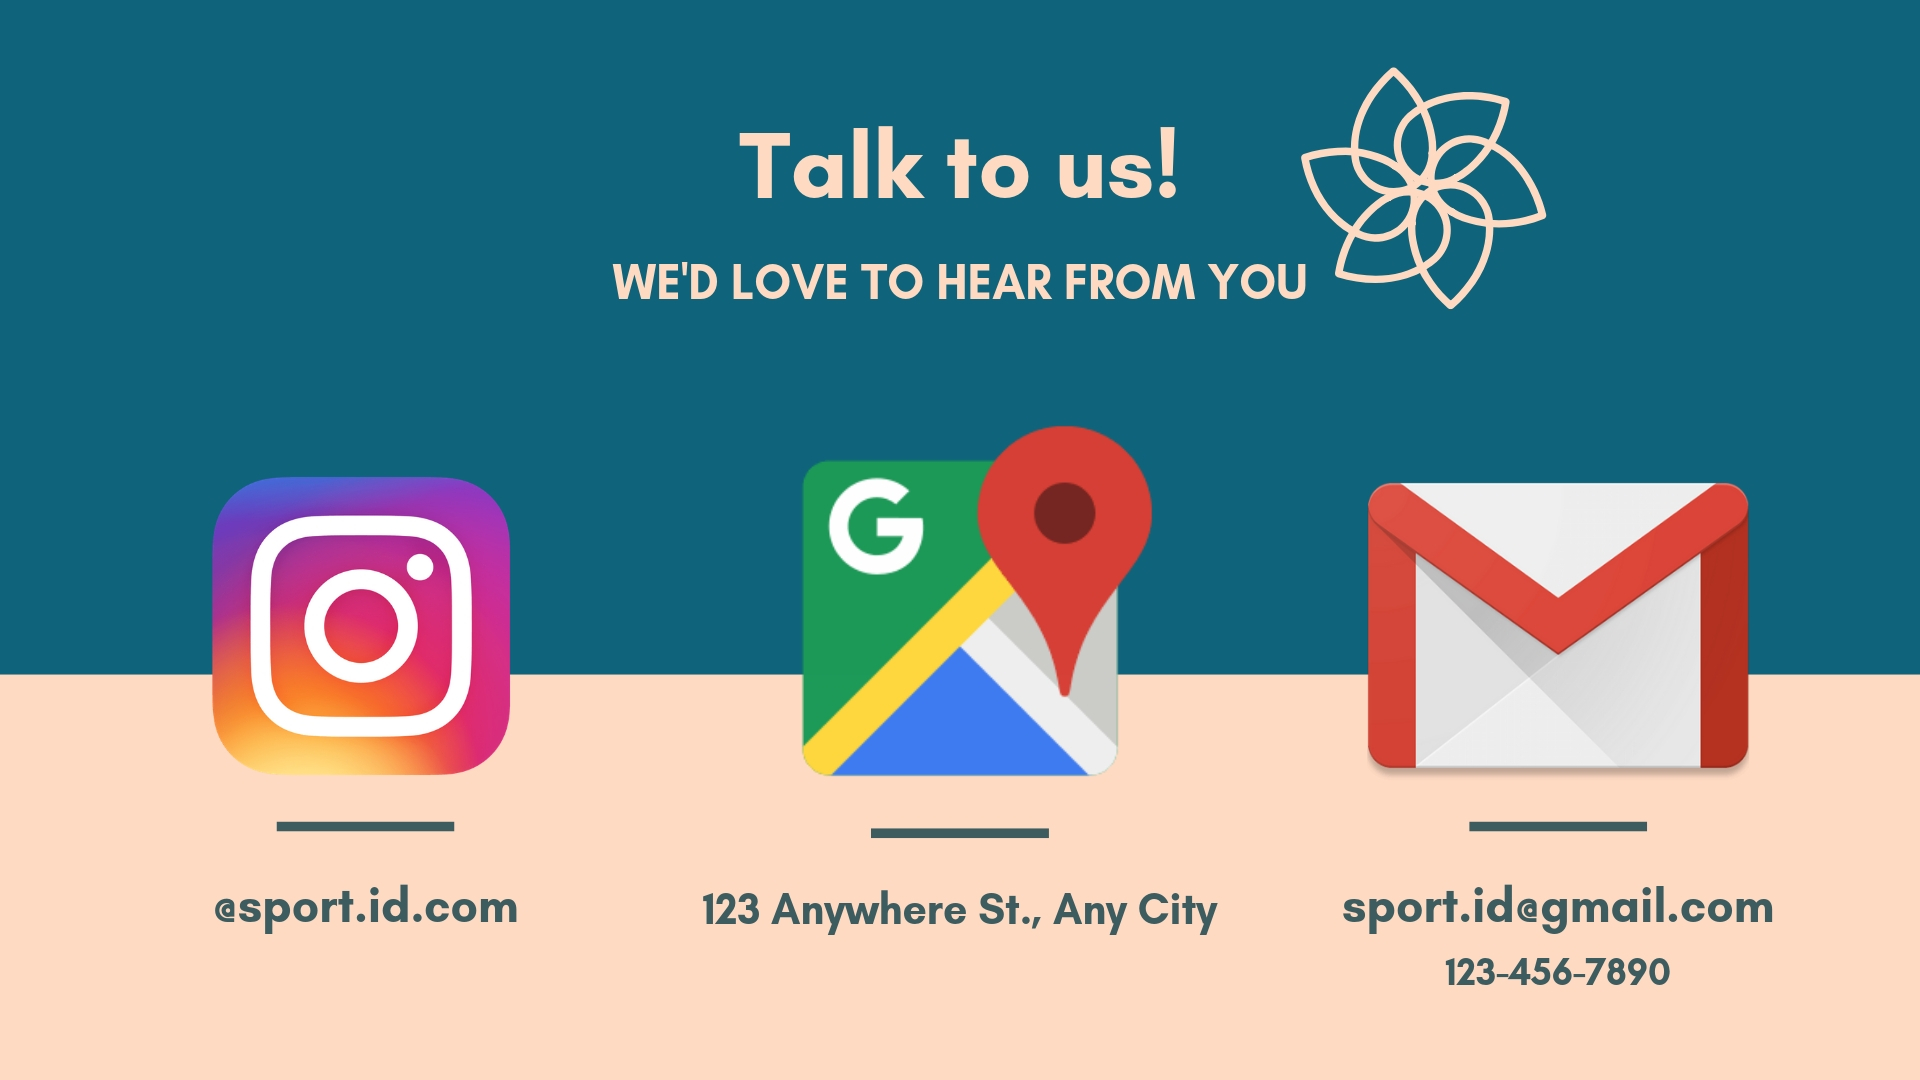 Talk to us!
WE'D LOVE TO HEAR FROM YOU
G
@sport.id.com
123 Anywhere St., Any City
sport.id@gmail.com
123-456-7890